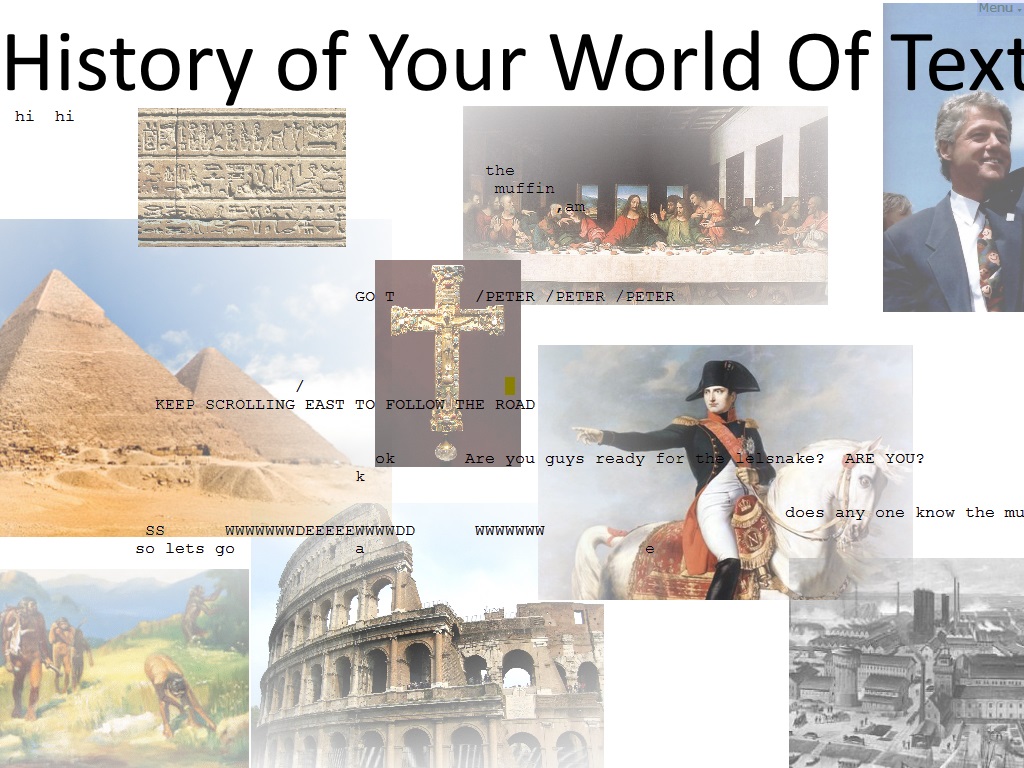 Menu
History of Your World Of Text
hi hi
the
muffin
,am
GO T /PETER /PETER /PETER
/
KEEP SCROLLING EAST TO FOLLOW THE ROAD
ok Are you guys ready for the lelsnake? ARE YOU?
k
does any one know the mu
SS WWWWWWWDEEEEEWWWWDD WWWWWWW
so lets go a e